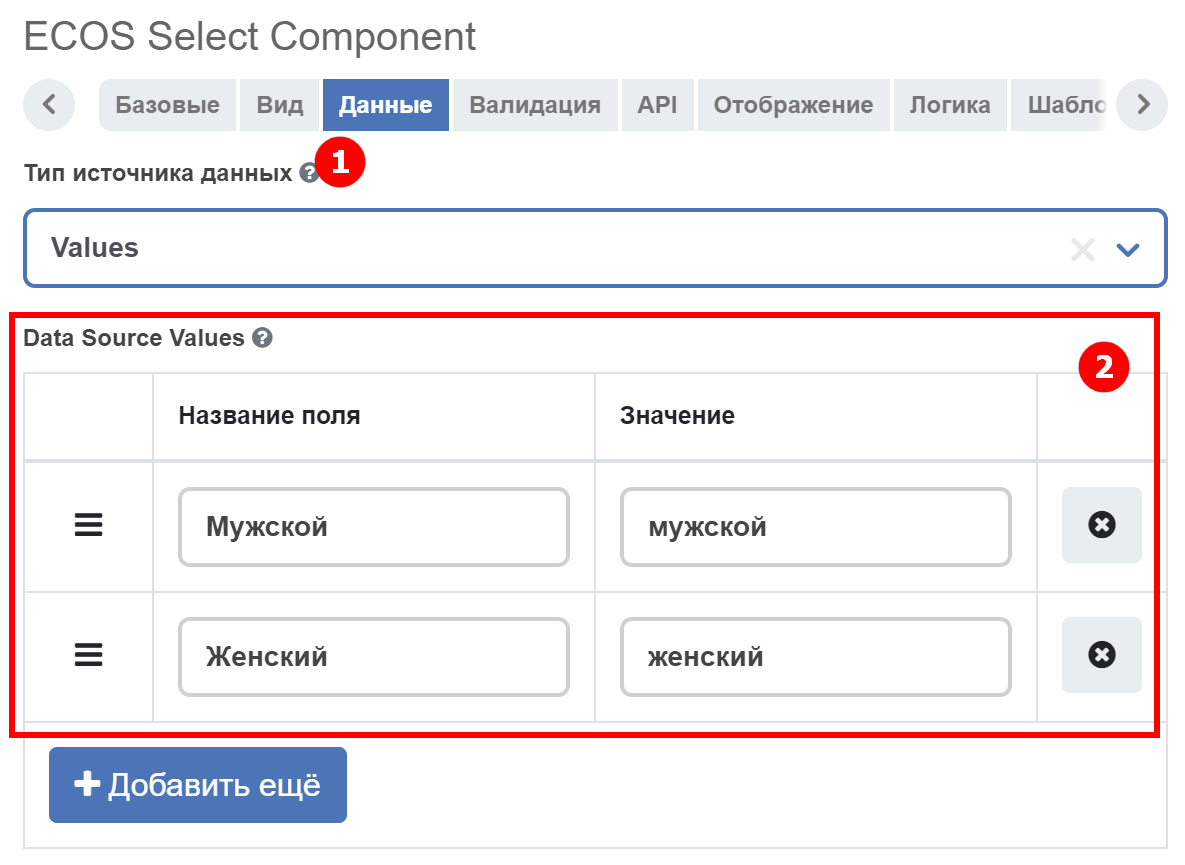 ECOS Select Component
Базовые Вид Данные Валидация API Отображение Логика Шабло
Тип источника данных ? 1
Values
Data Source Values ?
2
Название поля Значение
Мужской мужской
Женский женский
Добавить ещё